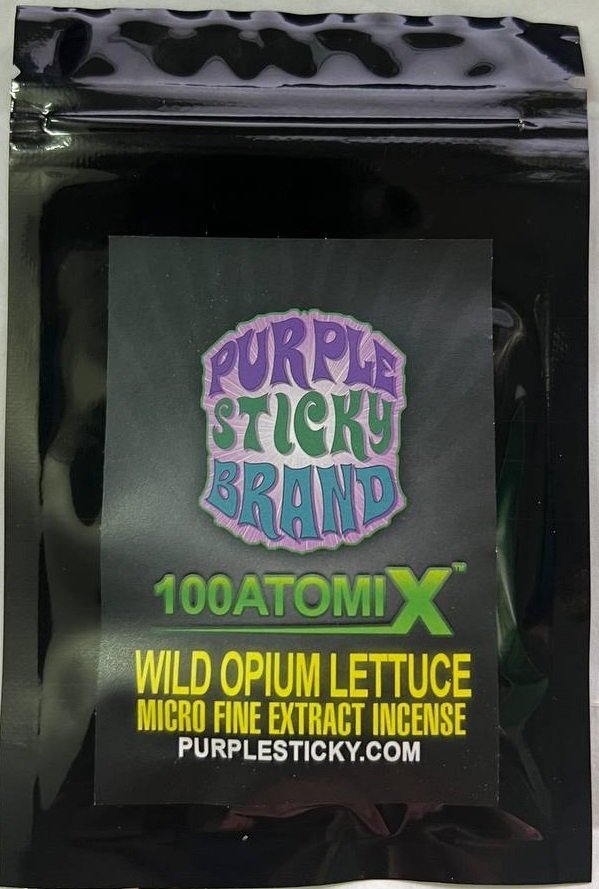 PURPLE
STICKY
BRAND
100ATOMIX™
WILD OPIUM LETTUCE
MICRO FINE EXTRACT INCENSE
PURPLESTICKY.COM